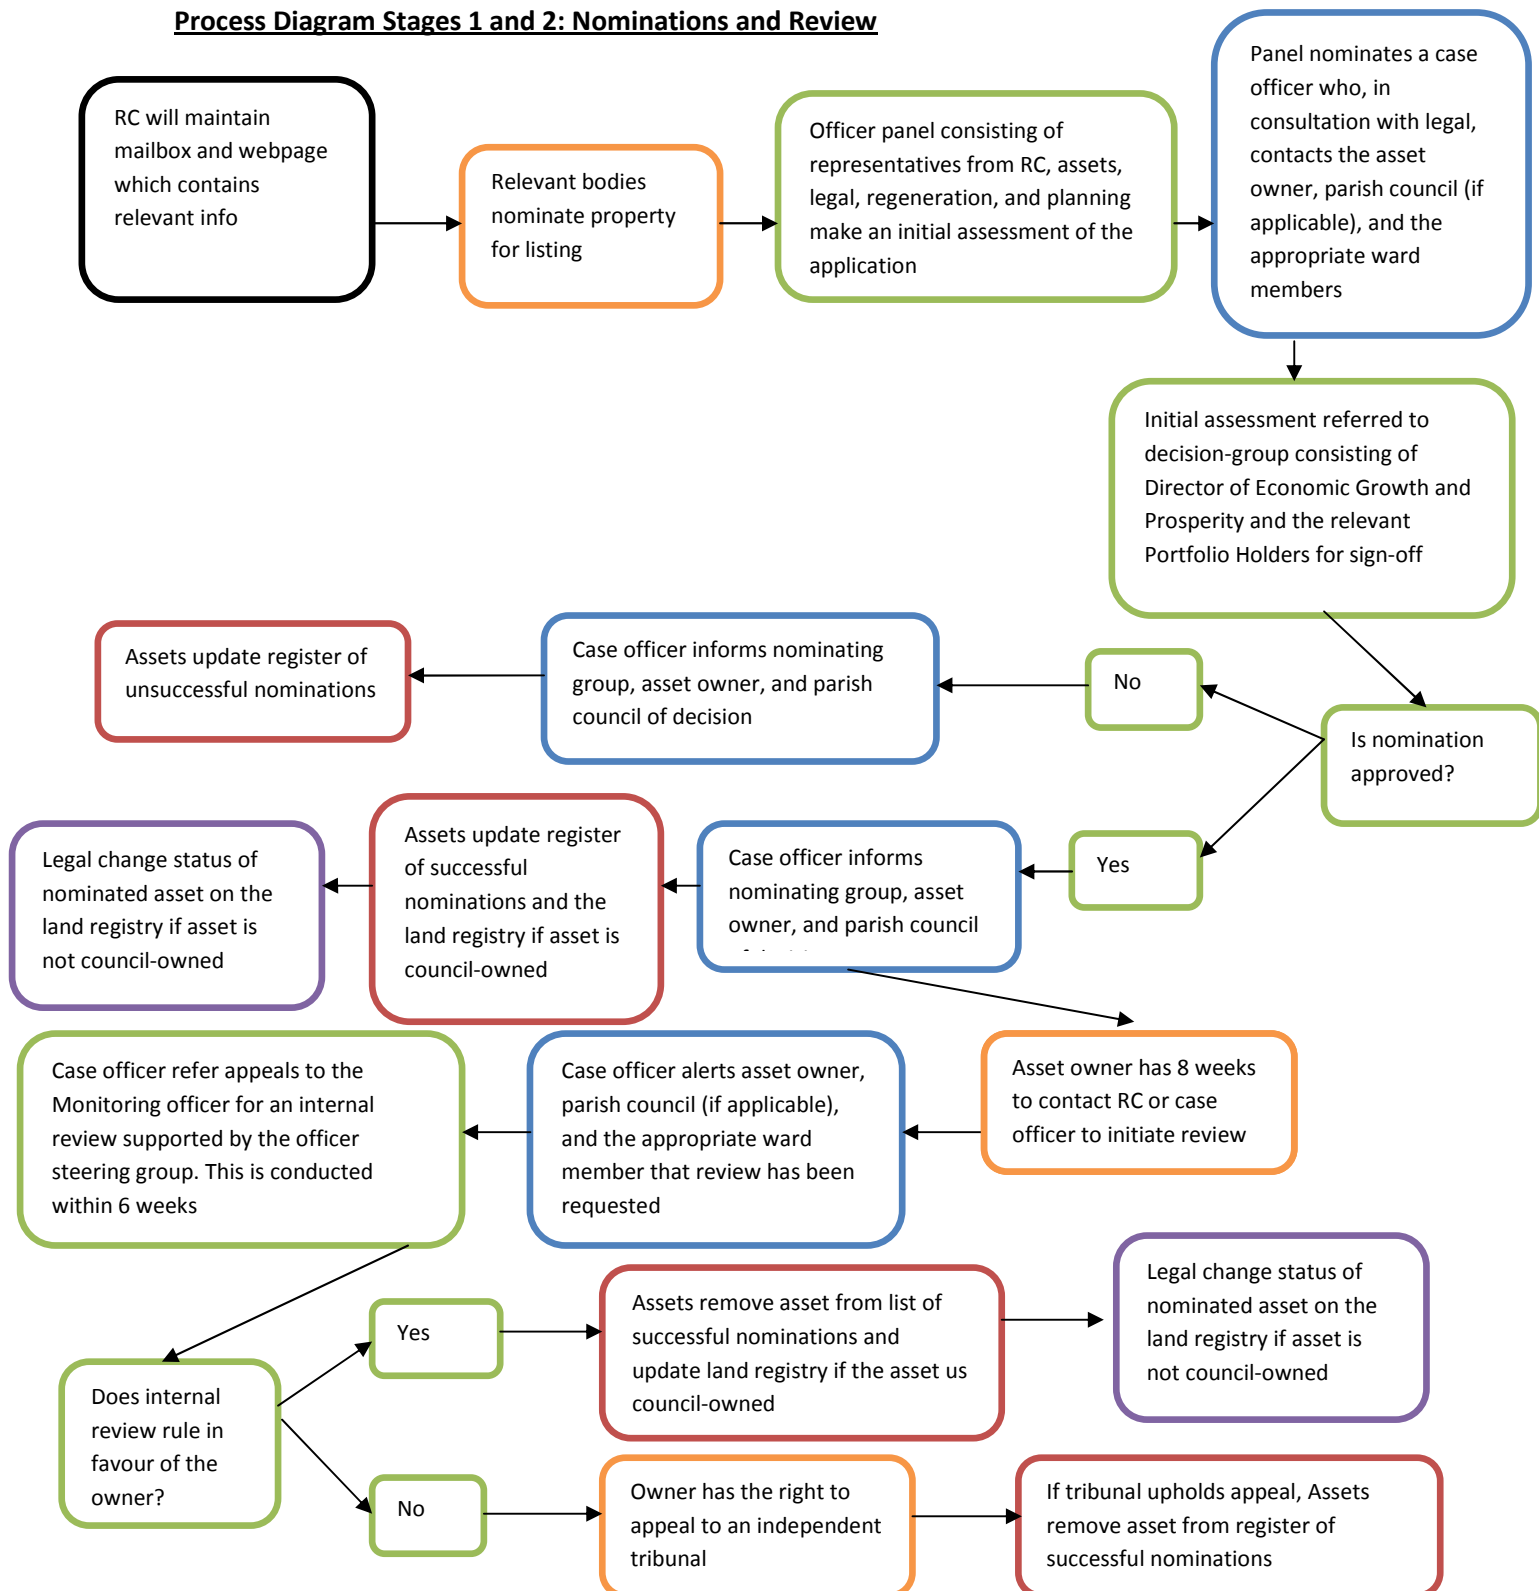 Process Diagram Stages 1 and 2: Nominations and Review
RC will maintain
mailbox and webpage
which contains
relevant info
Relevant bodies
nominate property
for listing
Officer panel consisting of
representatives from RC, assets,
legal, regeneration, and planning
make an initial assessment of the
application
Panel nominates a case
officer who, in
consultation with legal,
contacts the asset
owner, parish council (if
applicable), and the
appropriate ward
members
Initial assessment referred to
decision-group consisting of
Director of Economic Growth and
Prosperity and the relevant
Portfolio Holders for sign-off
Is nomination
approved?
No
Case officer informs nominating
group, asset owner, and parish
council of decision
Assets update register of
unsuccessful nominations
Yes
Case officer informs
nominating group, asset
owner, and parish council
Assets update register
of successful
nominations and the
land registry if asset is
council-owned
Legal change status of
nominated asset on the
land registry if asset is
not council-owned
Asset owner has 8 weeks
to contact RC or case
officer to initiate review
Case officer alerts asset owner,
parish council (if applicable),
and the appropriate ward
member that review has been
requested
Case officer refer appeals to the
Monitoring officer for an internal
review supported by the officer
steering group. This is conducted
within 6 weeks
Does internal
review rule in
favour of the
owner?
Yes
Assets remove asset from list of
successful nominations and
update land registry if the asset us
council-owned
Legal change status of
nominated asset on the
land registry if asset is
not council-owned
No
Owner has the right to
appeal to an independent
tribunal
If tribunal upholds appeal, Assets
remove asset from register of
successful nominations